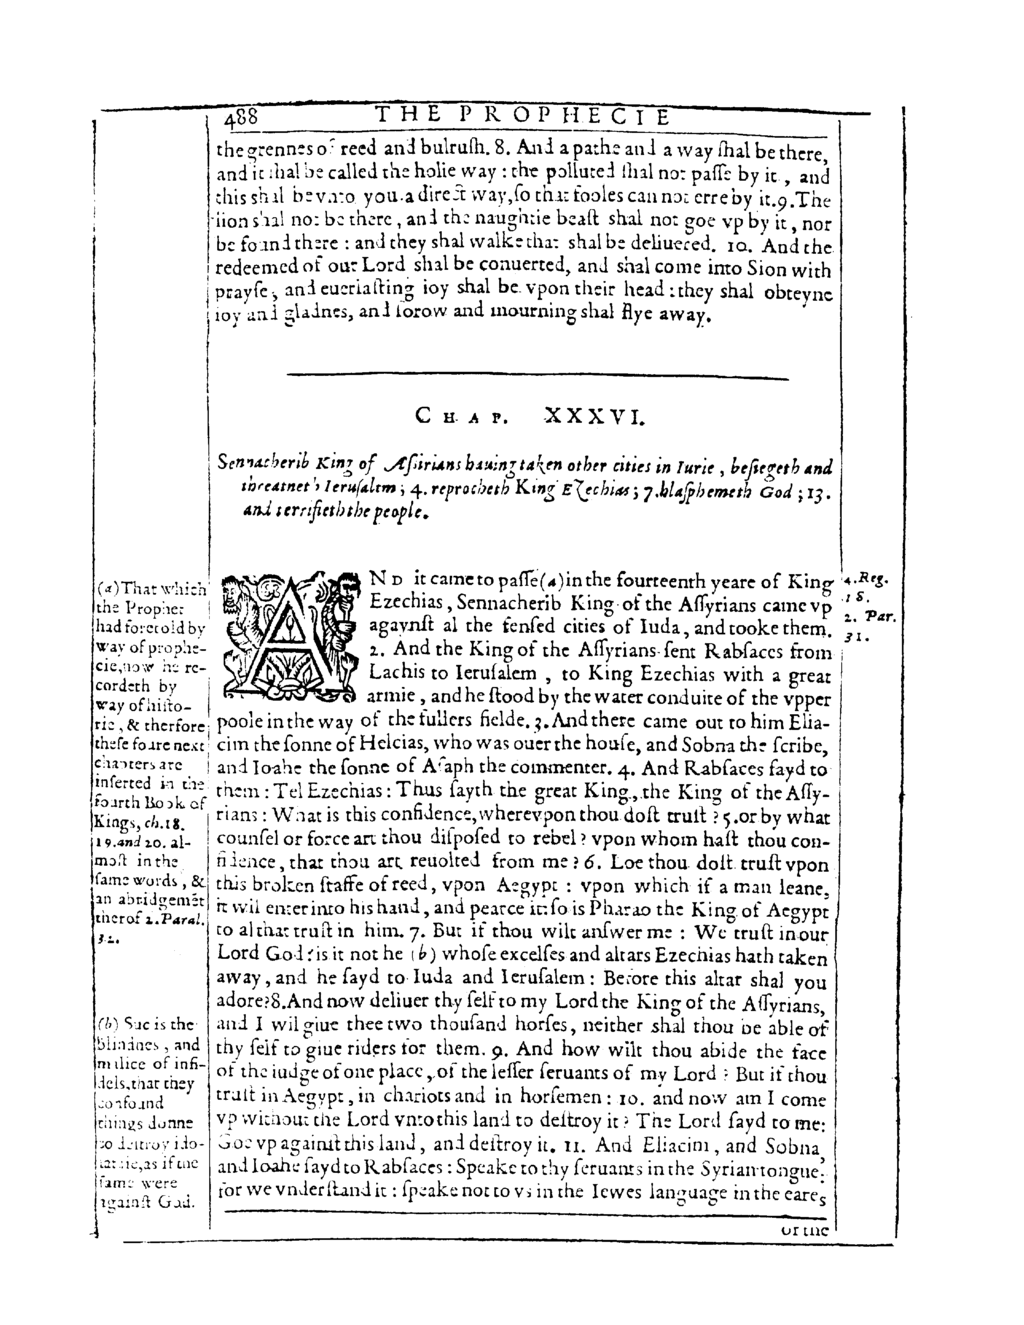 488 THE PROPHECIE
the grennes of reed and bulruſh. 8. And a pathe and a way ſhal be there,
and it ſhal be called the holie way : the polluted ſhal not paſſe by it , and
this shal be vnto you a direct way, ſo that fooles can not erre by it. 9. The
lion shal not be there , and the naughtie beaſt shal not goe vp by it , nor
be found there : and they shal walke that shal be deliuered. 10. And the
redeemed of our Lord shal be conuerted, and shal come into Sion with
prayſe , and euerlaſting ioy shal be vpon their head : they shal obteyne
ioy and gladnes, and ſorow and mourning shal flye away.
CHAP. XXXVI.
Sennacherib King of Aſſirians hauing taken other cities in Iurie , beſiegeth and
threatneth Ieruſalem ; 4. reprocheth King Ezechias ; 7. blaſphemeth God ; 13.
and terrifieth the people.
AND it came to paſſe (a) in the fourteenth yeare of King
Ezechias , Sennacherib King of the Aſſyrians came vp
agaynſt al the fenſed cities of Iuda , and tooke them.
2. And the King of the Aſſyrians ſent Rabſaces from
Lachis to Ieruſalem , to King Ezechias with a great
armie , and he ſtood by the water conduite of the vpper
poole in the way of the fullers fielde. 3. And there came out to him Elia-
cim the ſonne of Helcias, who was ouer the houſe, and Sobna the ſcribe,
and Ioahe the ſonne of Aſaph the commenter. 4. And Rabſaces ſayd to
them : Tel Ezechias : Thus ſayth the great King , the King of the Aſſy-
rians : What is this confidence, wherevpon thou doſt truſt ? 5. or by what
counſel or force art thou diſpoſed to rebel ? vpon whom haſt thou con-
fidence , that thou art reuolted from me ? 6. Loe thou doſt truſt vpon
this broken ſtaffe of reed , vpon Aegypt : vpon which if a man leane,
it wil enter into his hand , and pearce it: ſo is Pharao the King of Aegypt
to al that truſt in him. 7. But if thou wilt anſwer me : We truſt in our
Lord God : is it not he (b) whoſe excelſes and altars Ezechias hath taken
away , and he ſayd to Iuda and Ieruſalem : Before this altar shal you
adore? 8. And now deliuer thy ſelf to my Lord the King of the Aſſyrians,
and I wil giue thee two thouſand horſes, neither shal thou be able of
thy ſelf to giue riders for them. 9. And how wilt thou abide the face
of the iudge of one place , of the leſſer ſeruants of my Lord ? But if thou
truſt in Aegypt , in chariots and in horſemen : 10. and now am I come
vp without the Lord vnto this land to deſtroy it ? The Lord ſayd to me:
Goe vp againſt this land , and deſtroy it. 11. And Eliacim , and Sobna,
and Ioahe ſayd to Rabſaces : Speake to thy ſeruants in the Syrian tongue:
for we vnderſtand it : ſpeake not to vs in the Iewes language in the eares
of the
(a) That which
the Prophet
had foretold by
way of prophe-
cie, now he re-
cordeth by
way of hiſto-
rie , & therfore
theſe foure next
chapters are
inſerted in the
fourth Book of
Kings, ch. 18.
19. and 20. al-
moſt in the
ſame words , &
an abridgemēt
therof 2. Paral.
32.
(b) Suc is the
blindnes , and
malice of infi-
dels, that they
confound
things donne
to deſtroy ido-
latrie, as if the
ſame were
againſt God.
4. Reg.
18.
2. Par.
31.